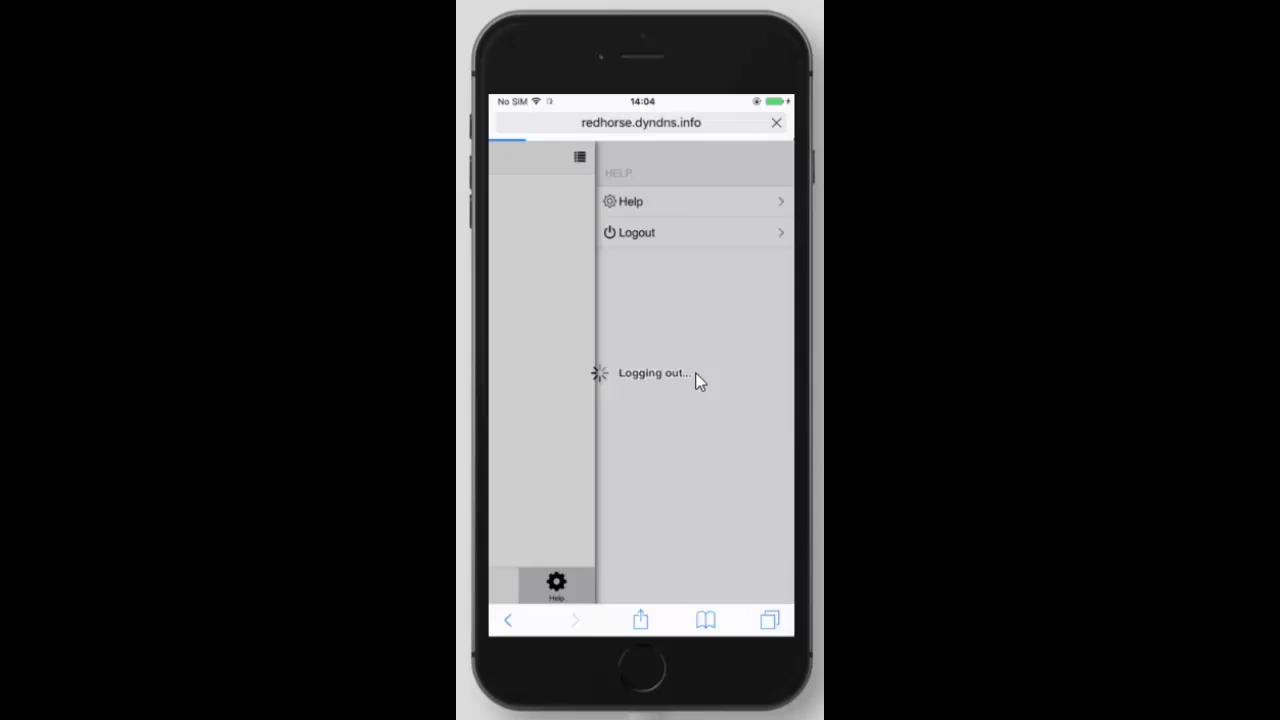 No SIM 14:04
redhorse.dyndns.info
HELP
Help
Logout
Logging out...
Help